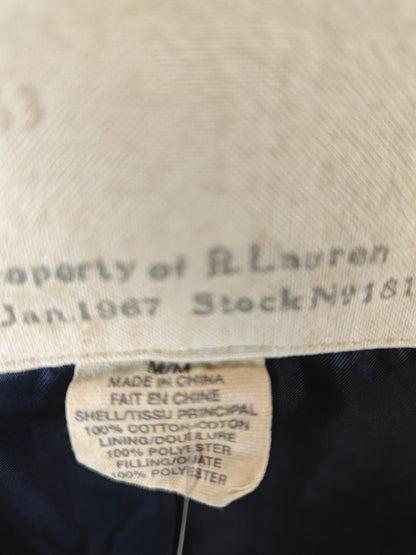 operty of R. Lauren
Jan. 1967 Stock No 181
M/M
MADE IN CHINA
FAIT EN CHINE
SHELL/TISSU PRINCIPAL
100% COTTON/COTON
LINING/DOUBLURE
100% POLYESTER
FILLING/OUATE
100% POLYESTER